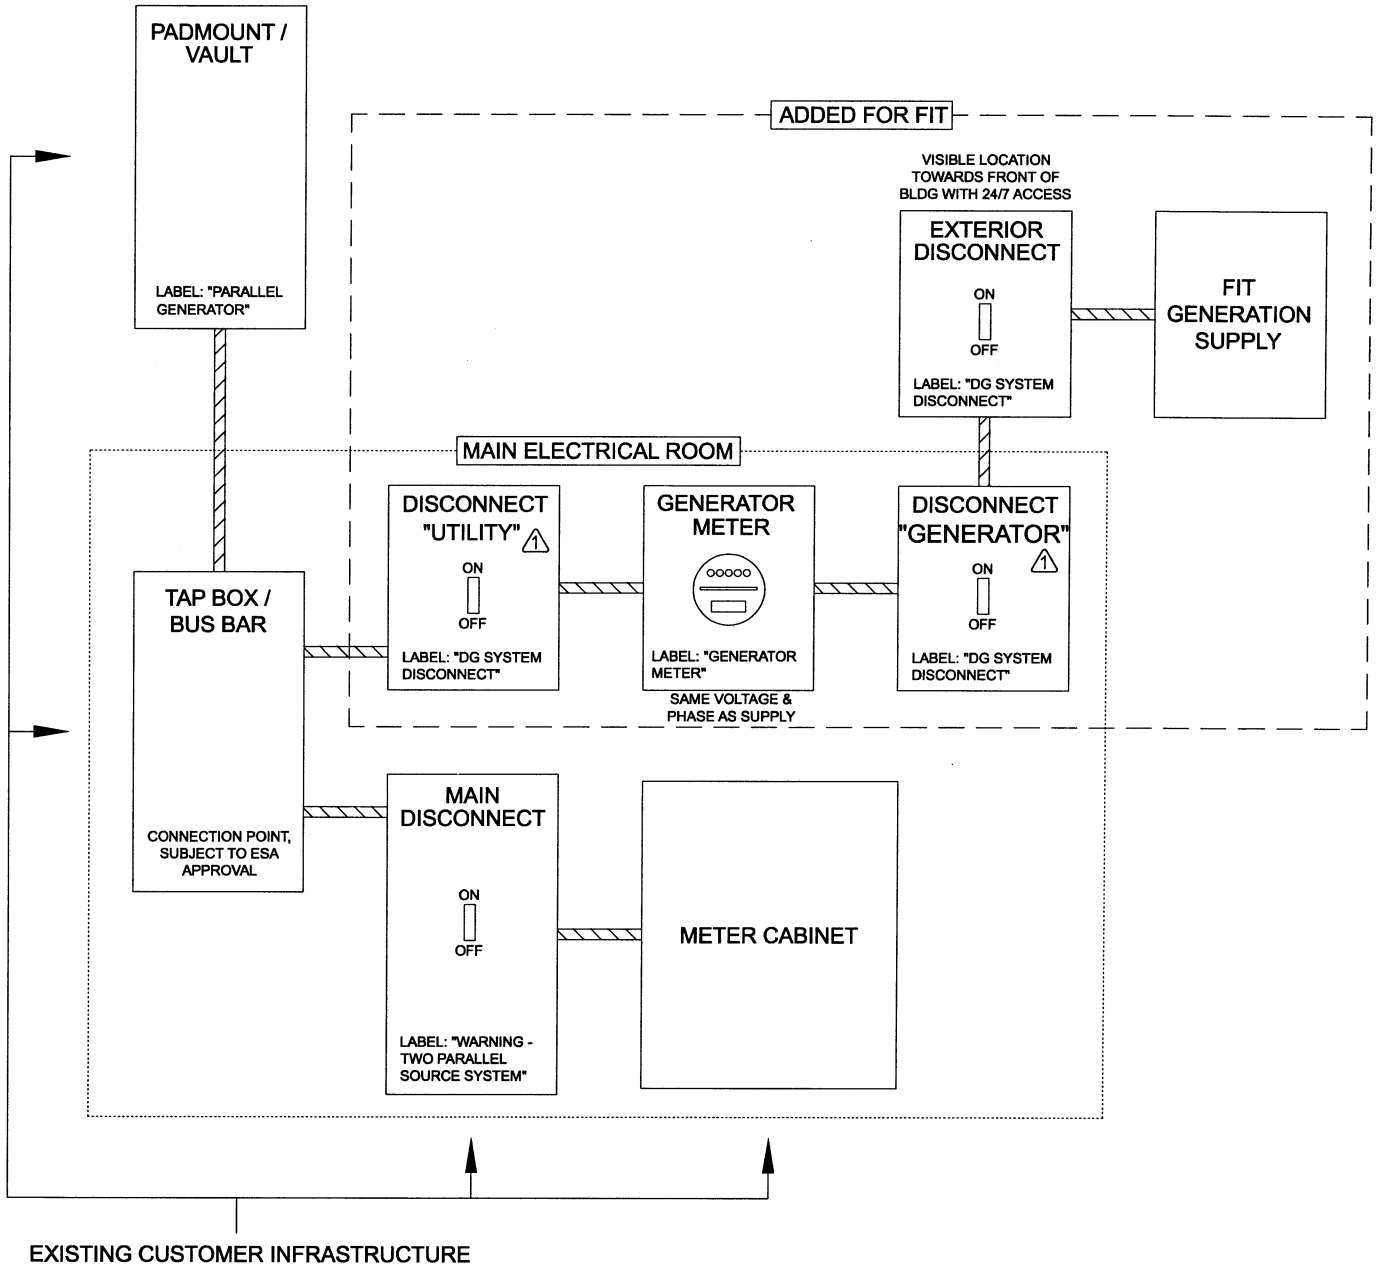 PADMOUNT /
VAULT
LABEL: "PARALLEL
GENERATOR"
ADDED FOR FIT
VISIBLE LOCATION
TOWARDS FRONT OF
BLDG WITH 24/7 ACCESS
EXTERIOR
DISCONNECT
ON
OFF
LABEL: "DG SYSTEM
DISCONNECT"
FIT
GENERATION
SUPPLY
MAIN ELECTRICAL ROOM
TAP BOX /
BUS BAR
CONNECTION POINT,
SUBJECT TO ESA
APPROVAL
DISCONNECT
"UTILITY"
1
ON
OFF
LABEL: "DG SYSTEM
DISCONNECT"
GENERATOR
METER
LABEL: "GENERATOR
METER"
SAME VOLTAGE &
PHASE AS SUPPLY
DISCONNECT
"GENERATOR"
1
ON
OFF
LABEL: "DG SYSTEM
DISCONNECT"
MAIN
DISCONNECT
ON
OFF
LABEL: "WARNING -
TWO PARALLEL
SOURCE SYSTEM"
METER CABINET
EXISTING CUSTOMER INFRASTRUCTURE